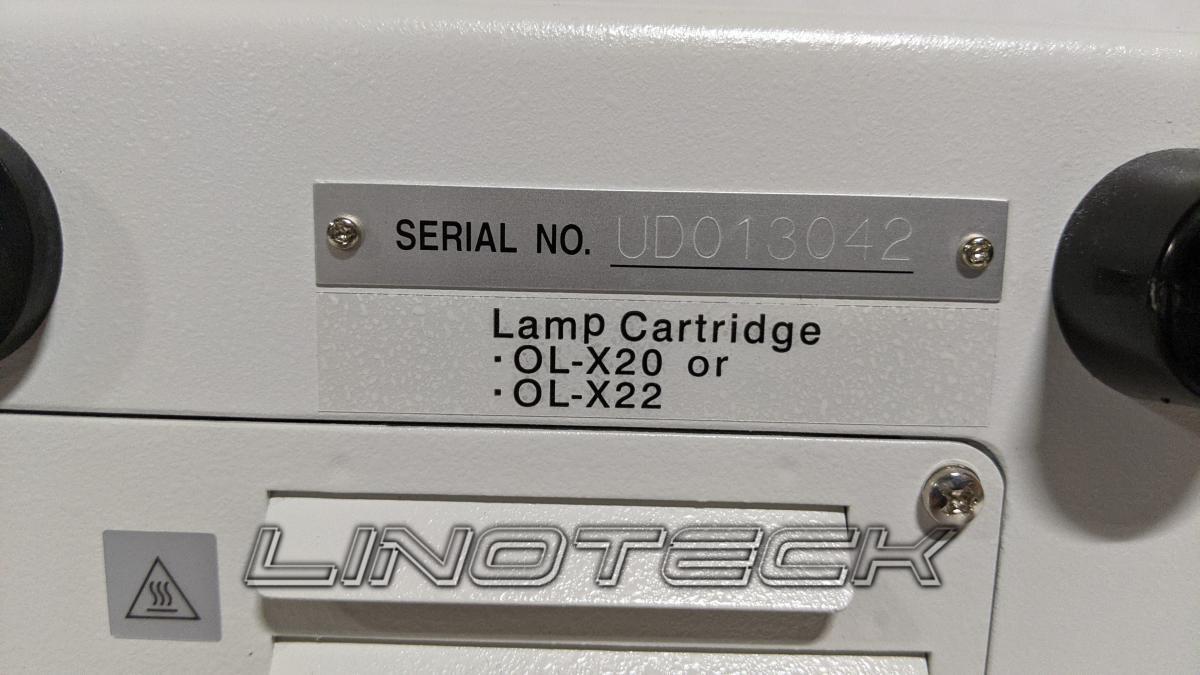 SERIAL NO. UD013042
Lamp Cartridge
·OL-X20 or
·OL-X22
LINOTECK